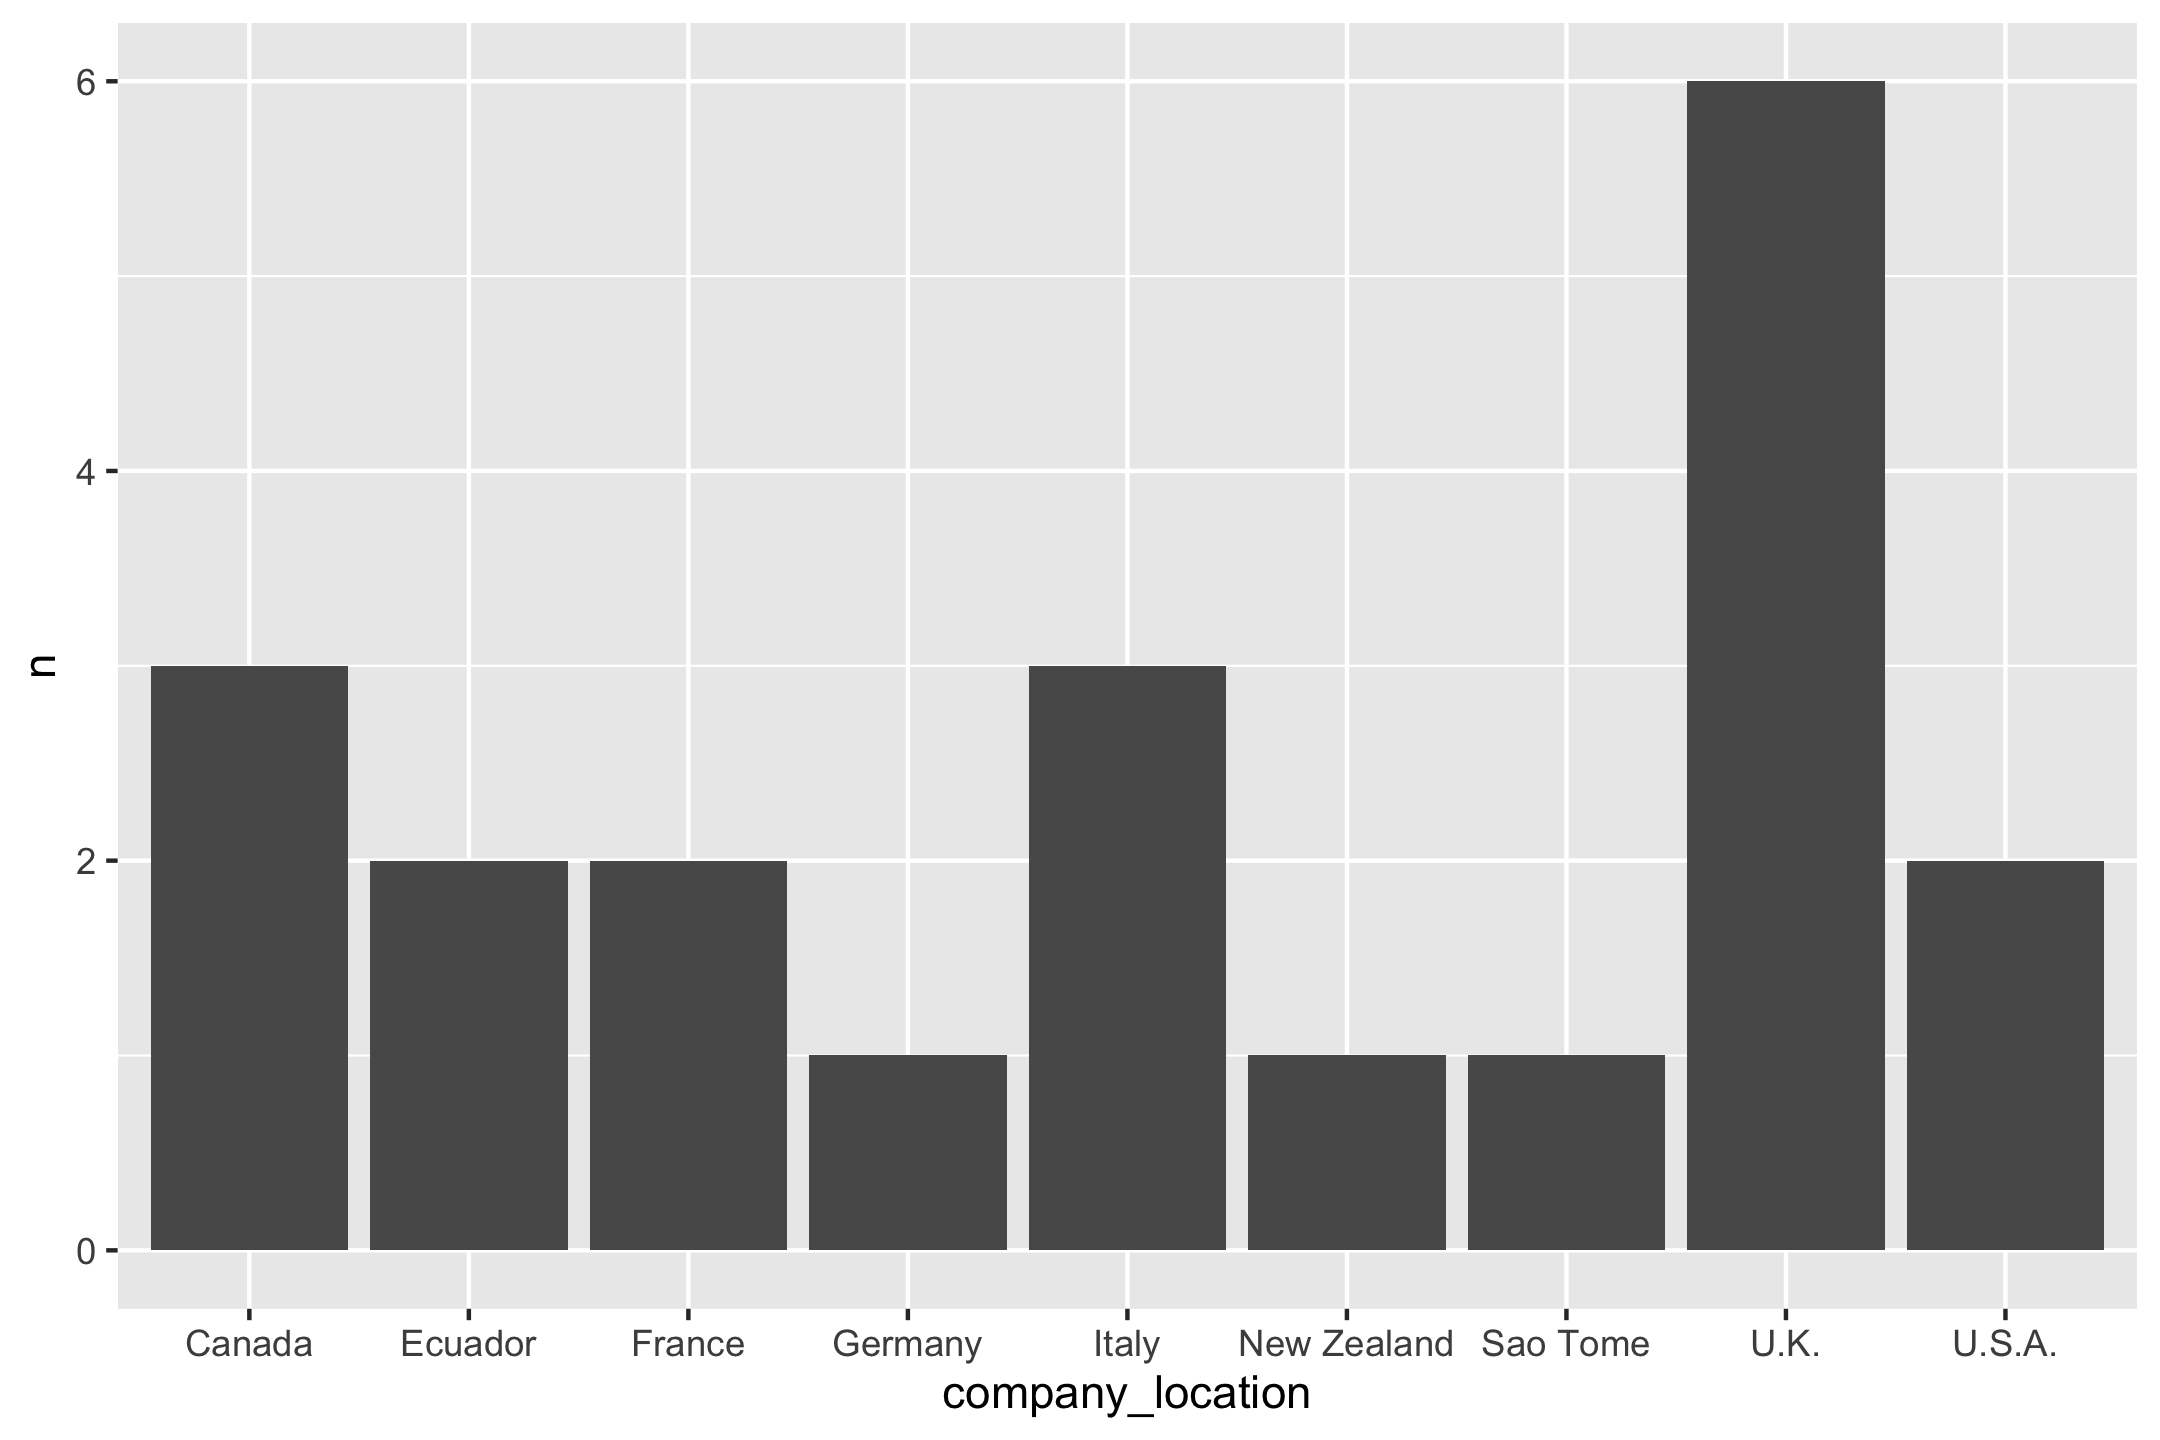 6
4
2
0
n
Canada Ecuador France Germany Italy New Zealand Sao Tome U.K. U.S.A.
company_location